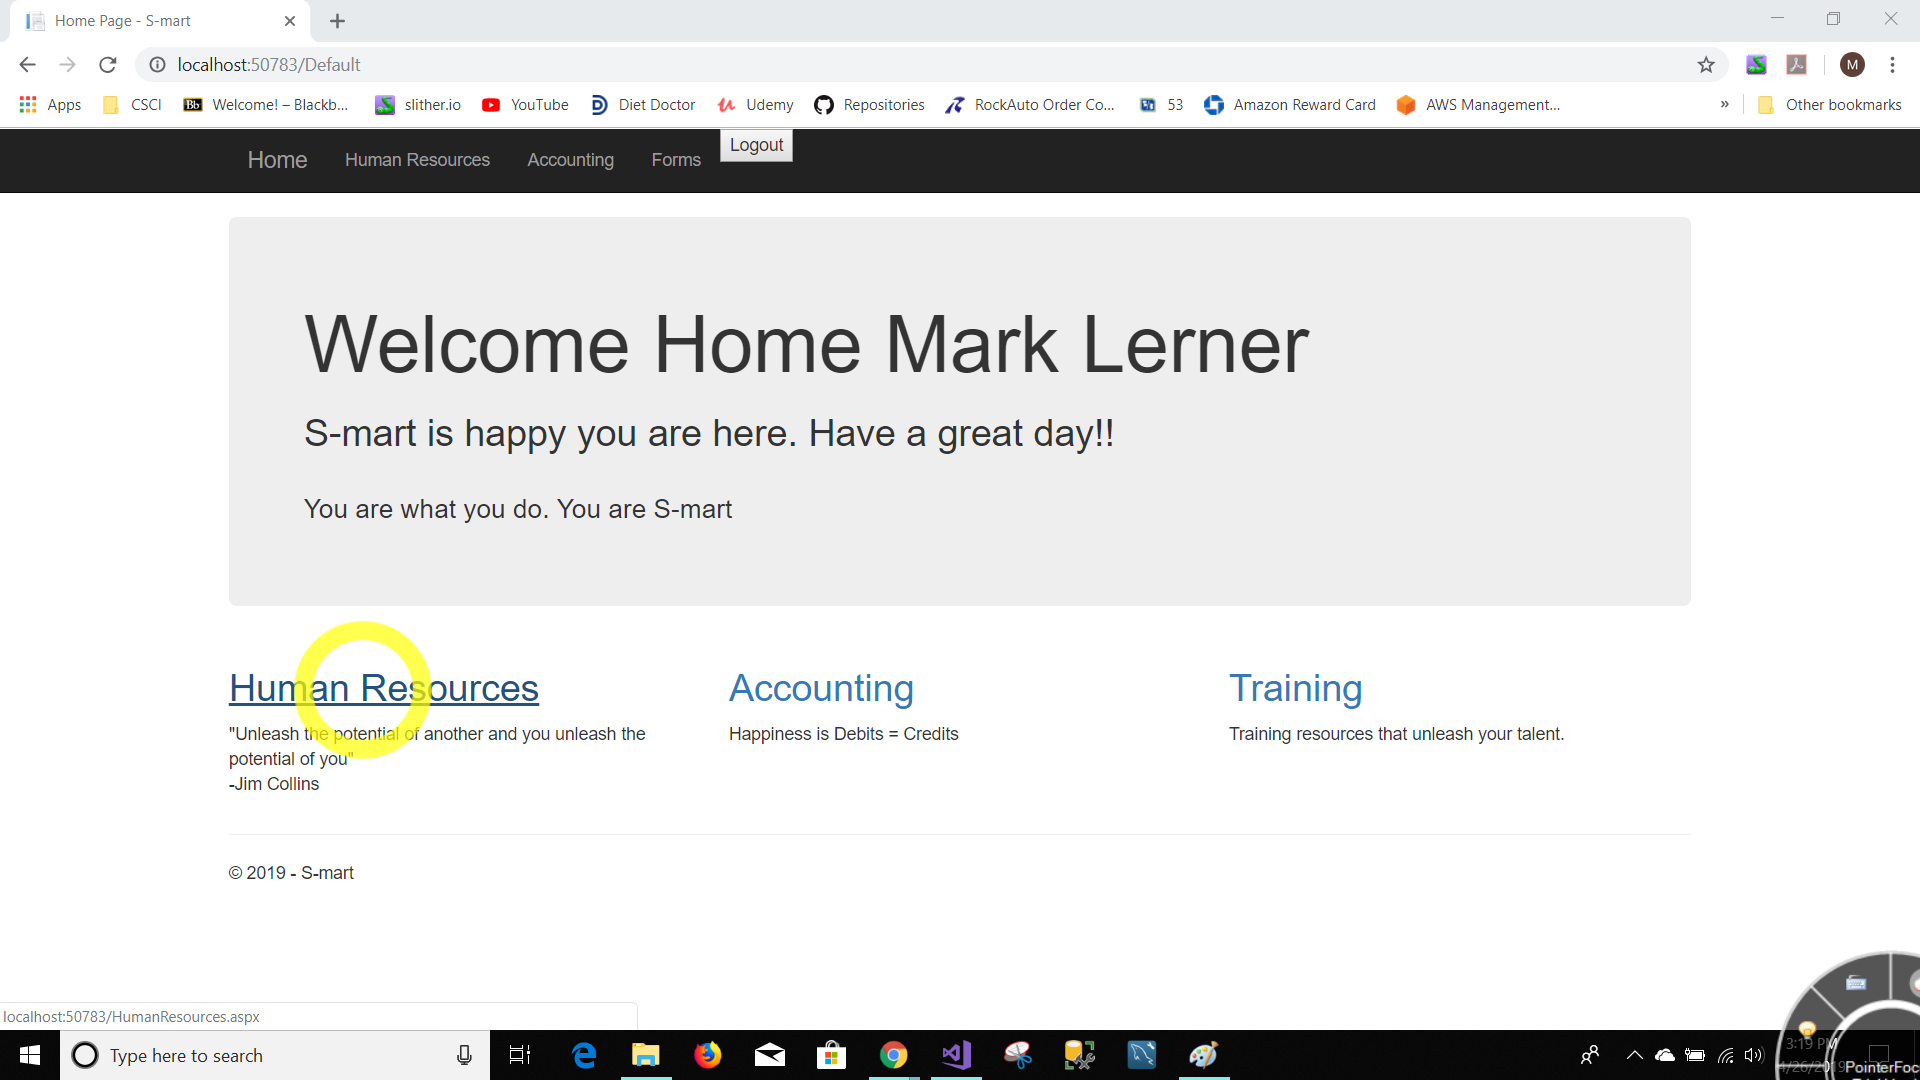 Home Page - S-mart
localhost:50783/Default
M
Apps CSCI Bb Welcome! – Blackb... slither.io YouTube Diet Doctor Udemy Repositories RockAuto Order Co... 53 Amazon Reward Card AWS Management... » Other bookmarks
Home Human Resources Accounting Forms Logout
Welcome Home Mark Lerner
S-mart is happy you are here. Have a great day!!
You are what you do. You are S-mart
Human Resources Accounting Training
"Unleash the potential of another and you unleash the Happiness is Debits = Credits Training resources that unleash your talent.
potential of you"
-Jim Collins
© 2019 - S-mart
localhost:50783/HumanResources.aspx
Type here to search
3:19 PM
4/26/2019
PointerFoc